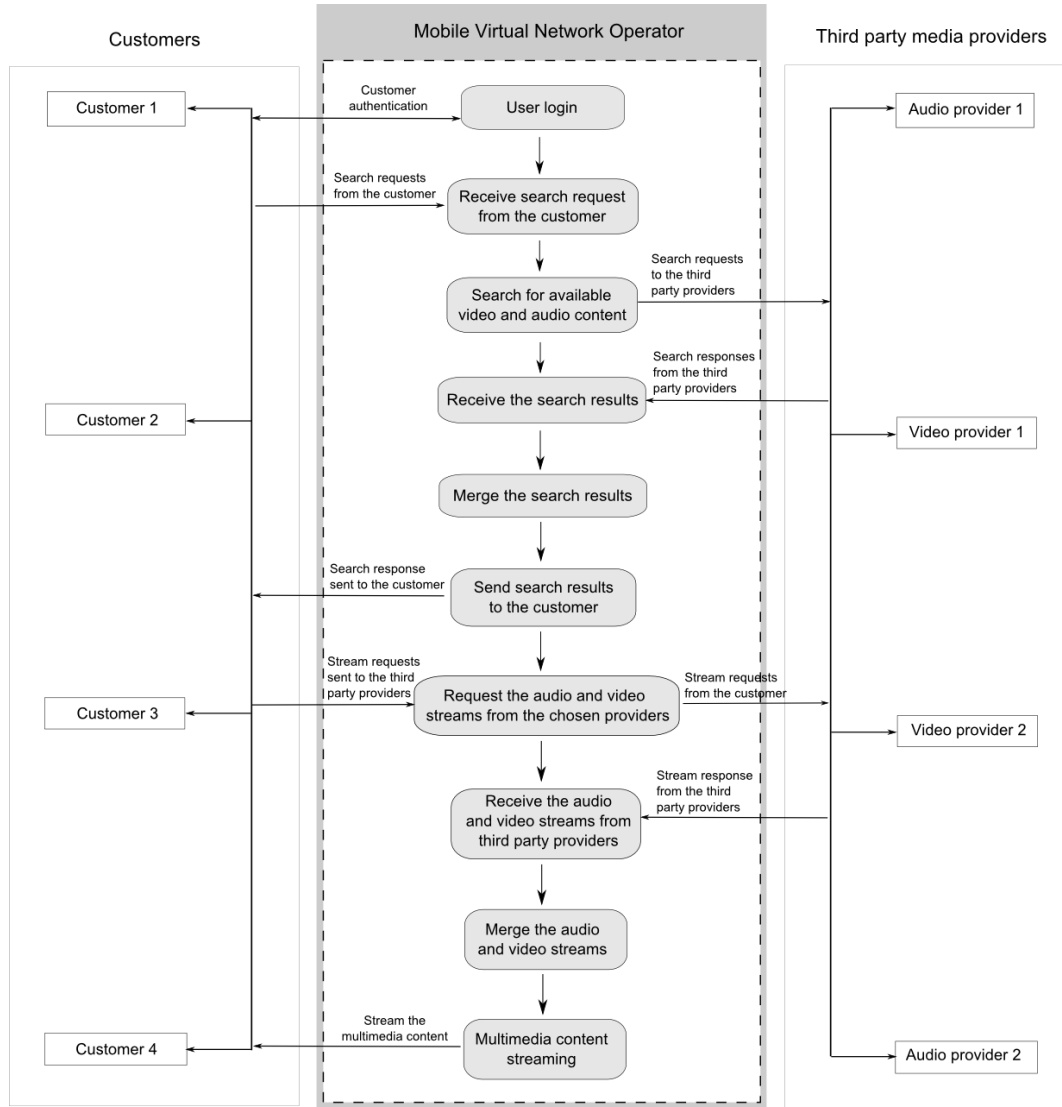 Customers
Mobile Virtual Network Operator
Third party media providers
Customer 1
Customer
authentication
User login
Audio provider 1
Search requests
from the customer
Receive search request
from the customer
Search requests
to the third
party providers
Search for available
video and audio content
Search responses
from the third
party providers
Receive the search results
Customer 2
Video provider 1
Merge the search results
Search response
sent to the customer
Send search results
to the customer
Stream requests
sent to the third
party providers
Request the audio and video
streams from the chosen providers
Stream requests
from the customer
Customer 3
Video provider 2
Stream response
from the third
party providers
Receive the audio
and video streams from
third party providers
Merge the audio
and video streams
Stream the
multimedia content
Multimedia content
streaming
Customer 4
Audio provider 2